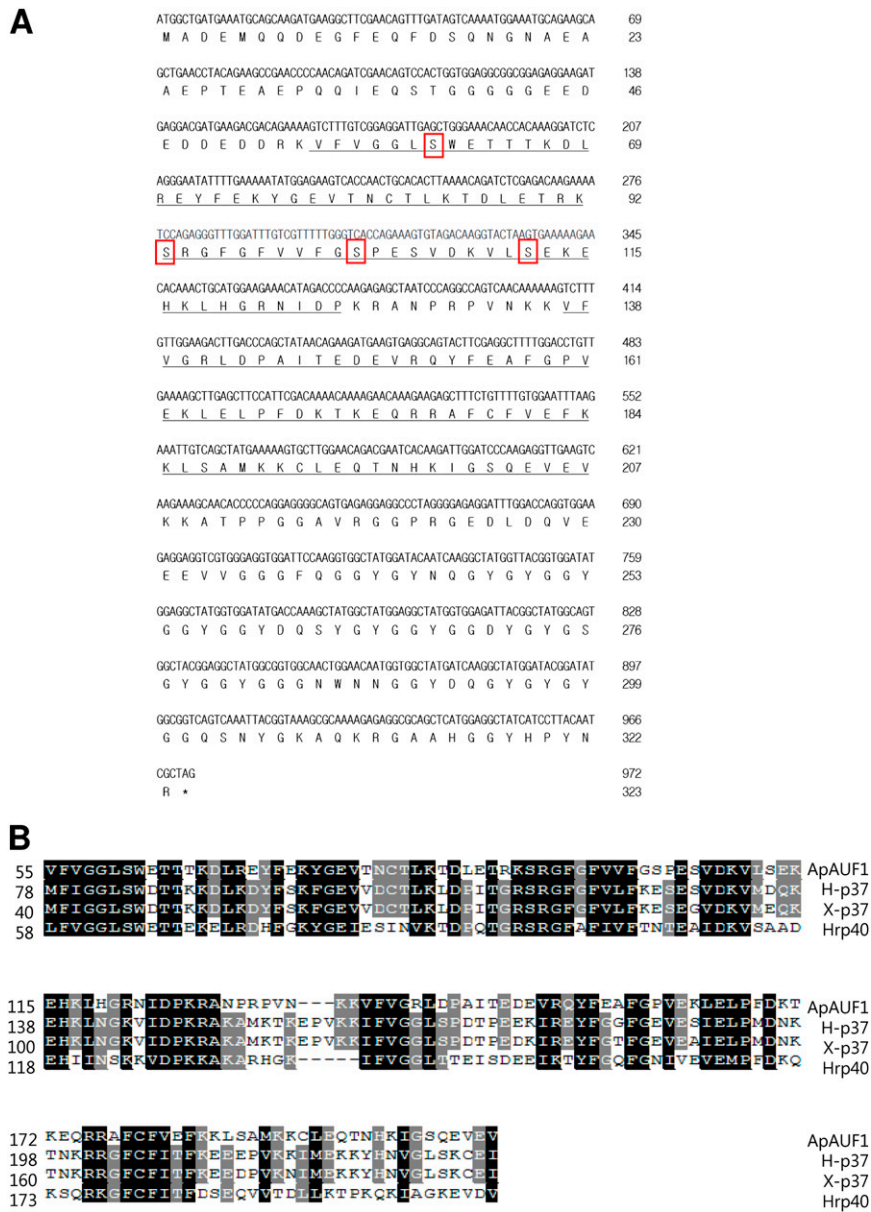 A
ATGGCTGATGAAATGCAGCAAGATGAAGGCTTCGAACAGTTTGATAGTCAAAATGGAAATGCAGAAGCA 69
M A D E M Q Q D E G F E Q F D S Q N G N A E A 23
GCTGAACCTACAGAAGCCGAACCCCAACAGATCGAACAGTCCACTGGTGGAGGCGGCGGAGAGGAAGAT 138
A E P T E A E P Q Q I E Q S T G G G G G E E D 46
GAGGACGATGAAGACGACAGAAAAGTCTTTGTCGGAGGATTGAGCTGGGAAACAACCACAAAGGATCTC 207
E D D E D D R K V F V G G L S W E T T T K D L 69
AGGGAATATTTTGAAAAATATGGAGAAGTCACCAACTGCACACTTAAAACAGATCTCGAGACAAGAAAA 276
R E Y F E K Y G E V T N C T L K T D L E T R K 92
TCCAGAGGGTTTGGATTTGTCGTTTTTGGGTCACCAGAAAGTGTAGACAAGGTACTAAGTGAAAAAGAA 345
S R G F G F V V F G S P E S V D K V L S E K E 115
CACAAACTGCATGGAAGAAACATAGACCCCAAGAGAGCTAATCCCAGGCCAGTCAACAAAAAAGTCTTT 414
H K L H G R N I D P K R A N P R P V N K K V F 138
GTTGGAAGACTTGACCCAGCTATAACAGAAGATGAAGTGAGGCAGTACTTCGAGGCTTTTGGACCTGTT 483
V G R L D P A I T E D E V R Q Y F E A F G P V 161
GAAAAGCTTGAGCTTCCATTCGACAAAACAAAAGAACAAAGAAGAGCTTTCTGTTTTGTGGAATTTAAG 552
E K L E L P F D K T K E Q R R A F C F V E F K 184
AAATTGTCAGCTATGAAAAAGTGCTTGGAACAGACGAATCACAAGATTGGATCCCAAGAGGTTGAAGTC 621
K L S A M K K C L E Q T N H K I G S Q E V E V 207
AAGAAAGCAACACCCCCAGGAGGGGCAGTGAGAGGAGGCCCTAGGGGAGAGGATTTGGACCAGGTGGAA 690
K K A T P P G G A V R G G P R G E D L D Q V E 230
GAGGAGGTCGTGGGAGGTGGATTCCAAGGTGGCTATGGATACAATCAAGGCTATGGTTACGGTGGATAT 759
E E V V G G G F Q G G Y G Y N Q G Y G Y G G Y 253
GGAGGCTATGGTGGATATGACCAAAGCTATGGCTATGGAGGCTATGGTGGAGATTACGGCTATGGCAGT 828
G G Y G G Y D Q S Y G Y G G Y G G D Y G Y G S 276
GGCTACGGAGGCTATGGCGGTGGCAACTGGAACAATGGTGGCTATGATCAAGGCTATGGATACGGATAT 897
G Y G G Y G G G N W N N G G Y D Q G Y G Y G Y 299
GGCGGTCAGTCAAATTACGGTAAAGCGCAAAAGAGAGGCGCAGCTCATGGAGGCTATCATCCTTACAAT 966
G G Q S N Y G K A Q K R G A A H G G Y H P Y N 322
CGCTAG 972
R * 323
B
55 VFVGGLSWETTTKDLREYFEKYGEVTNCTLKTDLETRKSRGFGFVVFGSPESVDKVLSEK ApAUF1
78 MFIGGLSWDTTKKDLKDYFSKFGEVVDCTLKLDPITGRSRGFGFVLFKESESVDKVMDQK H-p37
40 MFIGGLSWDTTKKDLKDYFSKFGEVVDCTLKLDPITGRSRGFGFVLFKESEGVDKVMEQK X-p37
58 LFVGGLSWETTEKELRDHFGKYGEIESINVKTDPQTGRSRGFAFIVFTNTEAIDKVSAAD Hrp40
115 EHKLHGRNIDPKRANPRPVN---KKVFVGRLDPAITEDEVRQYFEAFGPVEKLELPFDKT ApAUF1
138 EHKLNGKVIDPKRAKAMKTKEPVKKIFVGGLSPDTPEEKIREYFGGFGEVESIELPMDNK H-p37
100 EHKLNGKVIDPKRAKAMKTKEPVKKIFVGGLSPDTPEDKIREYFGTFGEVEAIELPMDNK X-p37
118 EHIINSKKVDPKKAKARHGK-----IFVGGLTTEISDEEIKTYFGQFGNIVEVEMPFDKQ Hrp40
172 KEQRRAFCFVEFKKLSAMKKCLEQTNHKIGSQEVEV ApAUF1
198 TNKRRGFCFITFKEEEPVKKIMEKKYHNVGLSKCEI H-p37
160 TNKRRGFCFITFKEEDPVKNIMEKKYHNVGLSKCEI X-p37
173 KSQRKGFCFITFDSEQVVTDLLKTPKQKIAGKEVDV Hrp40